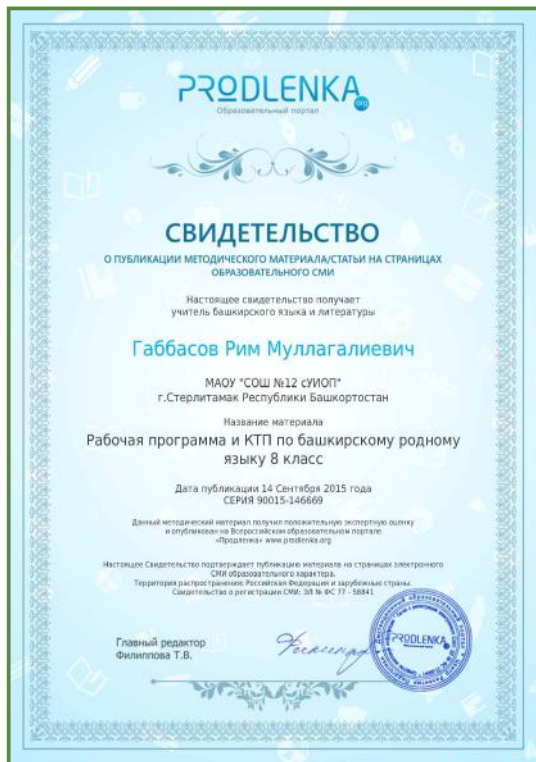 PRODLENKA.org
Образовательный портал
СВИДЕТЕЛЬСТВО
О ПУБЛИКАЦИИ МЕТОДИЧЕСКОГО МАТЕРИАЛА/СТАТЬИ НА СТРАНИЦАХ
ОБРАЗОВАТЕЛЬНОГО СМИ
Настоящее свидетельство получает
учитель башкирского языка и литературы
Габбасов Рим Муллагалиевич
МАОУ "СОШ №12 сУИОП"
г.Стерлитамак Республики Башкортостан
Название материала
Рабочая программа и КТП по башкирскому родному
языку 8 класс
Дата публикации 14 Сентября 2015 года
СЕРИЯ 90015-146669
Данный методический материал получил положительную экспертную оценку
и опубликован на Всероссийском образовательном портале
«Продленка» www.prodlenka.org
Настоящее Свидетельство подтверждает публикацию материала на страницах электронного
СМИ образовательного характера.
Территория распространения: Российская Федерация и зарубежные страны.
Свидетельство о регистрации СМИ: ЭЛ № ФС 77 - 58841
Главный редактор
Филиппова Т.В.
PRODLENKA